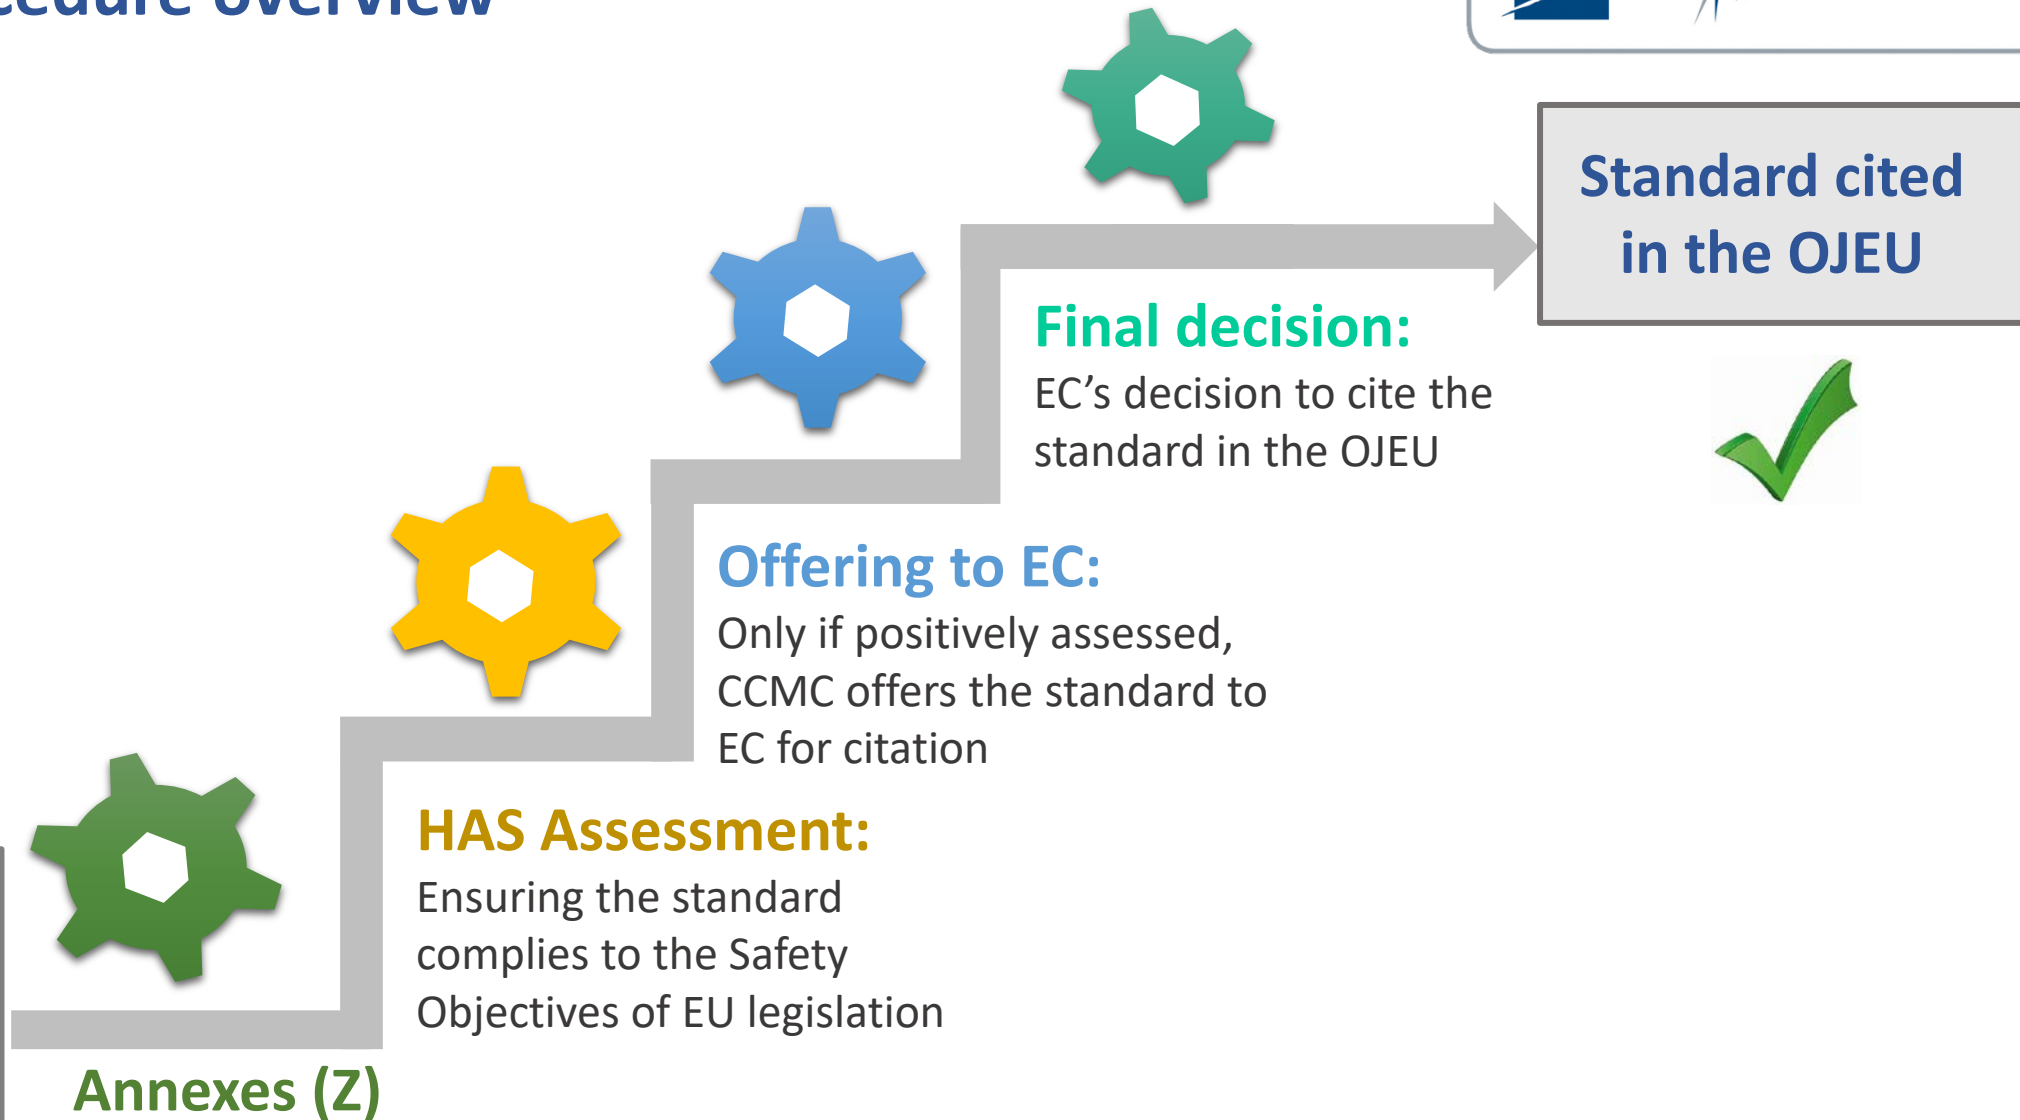 cedure overview
Standard cited
in the OJEU
Final decision:
EC’s decision to cite the
standard in the OJEU
Offering to EC:
Only if positively assessed,
CCMC offers the standard to
EC for citation
HAS Assessment:
Ensuring the standard
complies to the Safety
Objectives of EU legislation
Annexes (Z)